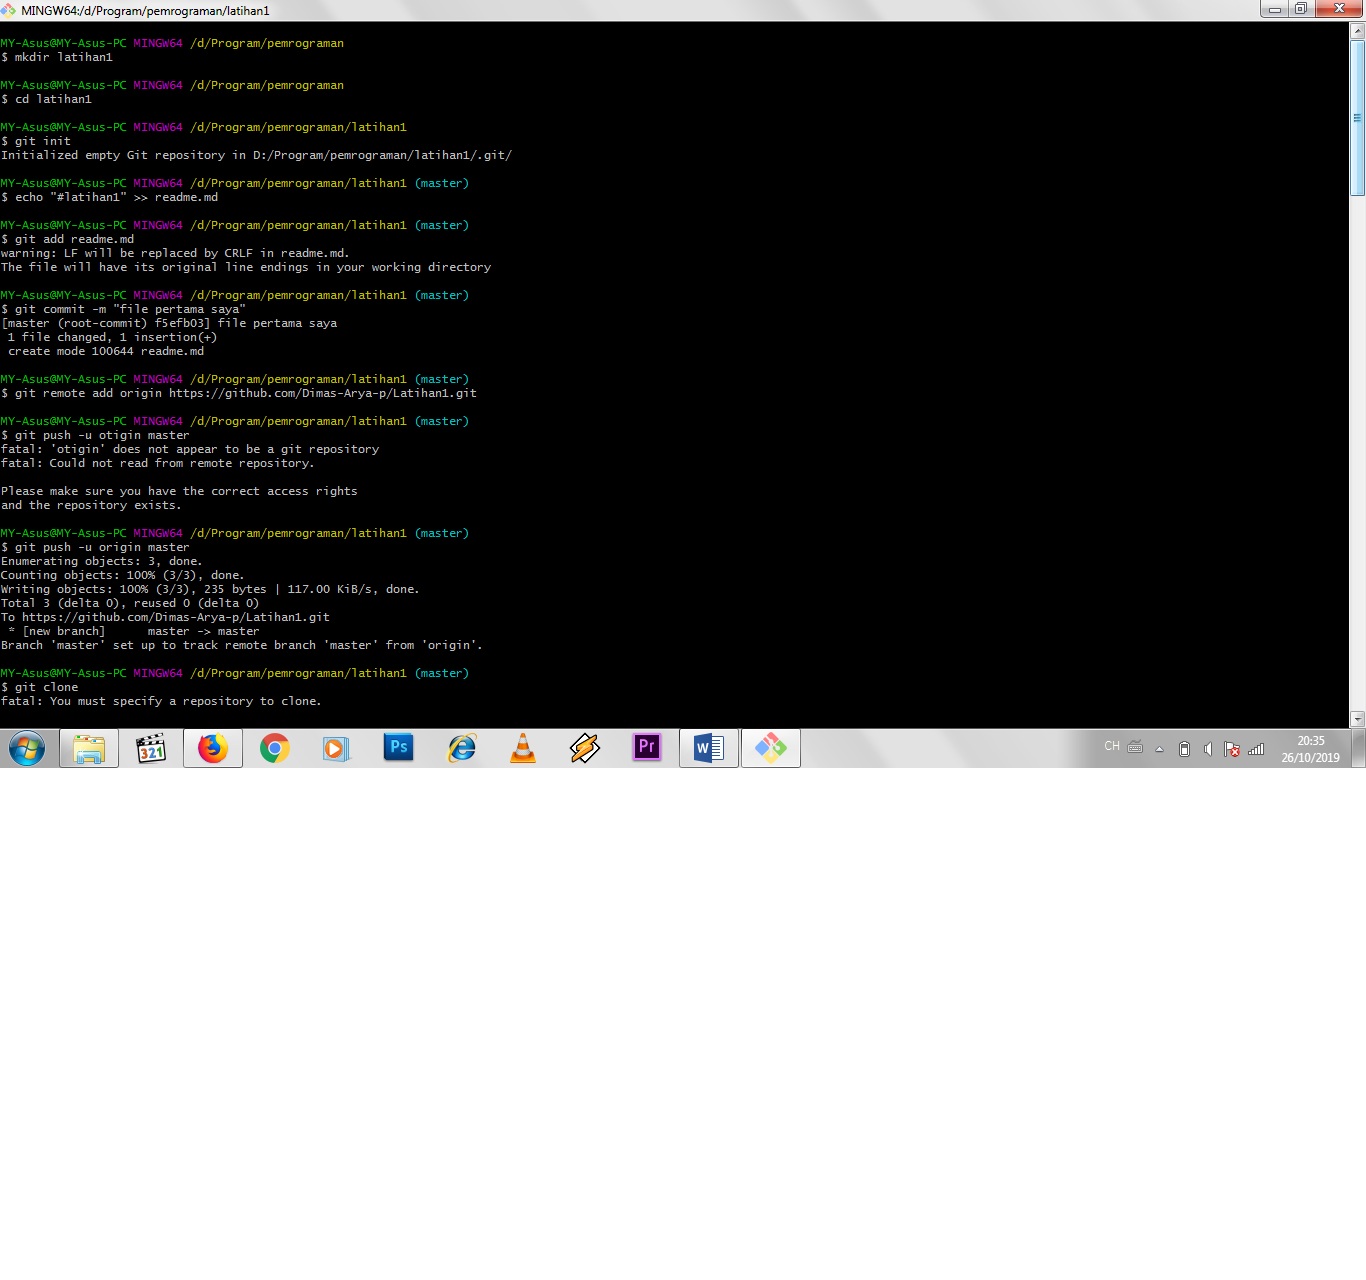 MINGW64:/d/Program/pemrograman/latihan1
MY-Asus@MY-Asus-PC MINGW64 /d/Program/pemrograman
$ mkdir latihan1
MY-Asus@MY-Asus-PC MINGW64 /d/Program/pemrograman
$ cd latihan1
MY-Asus@MY-Asus-PC MINGW64 /d/Program/pemrograman/latihan1
$ git init
Initialized empty Git repository in D:/Program/pemrograman/latihan1/.git/
MY-Asus@MY-Asus-PC MINGW64 /d/Program/pemrograman/latihan1 (master)
$ echo "#latihan1" >> readme.md
MY-Asus@MY-Asus-PC MINGW64 /d/Program/pemrograman/latihan1 (master)
$ git add readme.md
warning: LF will be replaced by CRLF in readme.md.
The file will have its original line endings in your working directory
MY-Asus@MY-Asus-PC MINGW64 /d/Program/pemrograman/latihan1 (master)
$ git commit -m "file pertama saya"
[master (root-commit) f5efb03] file pertama saya
1 file changed, 1 insertion(+)
create mode 100644 readme.md
MY-Asus@MY-Asus-PC MINGW64 /d/Program/pemrograman/latihan1 (master)
$ git remote add origin https://github.com/Dimas-Arya-p/Latihan1.git
MY-Asus@MY-Asus-PC MINGW64 /d/Program/pemrograman/latihan1 (master)
$ git push -u otigin master
fatal: 'otigin' does not appear to be a git repository
fatal: Could not read from remote repository.
Please make sure you have the correct access rights
and the repository exists.
MY-Asus@MY-Asus-PC MINGW64 /d/Program/pemrograman/latihan1 (master)
$ git push -u origin master
Enumerating objects: 3, done.
Counting objects: 100% (3/3), done.
Writing objects: 100% (3/3), 235 bytes | 117.00 KiB/s, done.
Total 3 (delta 0), reused 0 (delta 0)
To https://github.com/Dimas-Arya-p/Latihan1.git
* [new branch]      master -> master
Branch 'master' set up to track remote branch 'master' from 'origin'.
MY-Asus@MY-Asus-PC MINGW64 /d/Program/pemrograman/latihan1 (master)
$ git clone
fatal: You must specify a repository to clone.
321
Ps
Pr
W
CH
20:35
26/10/2019